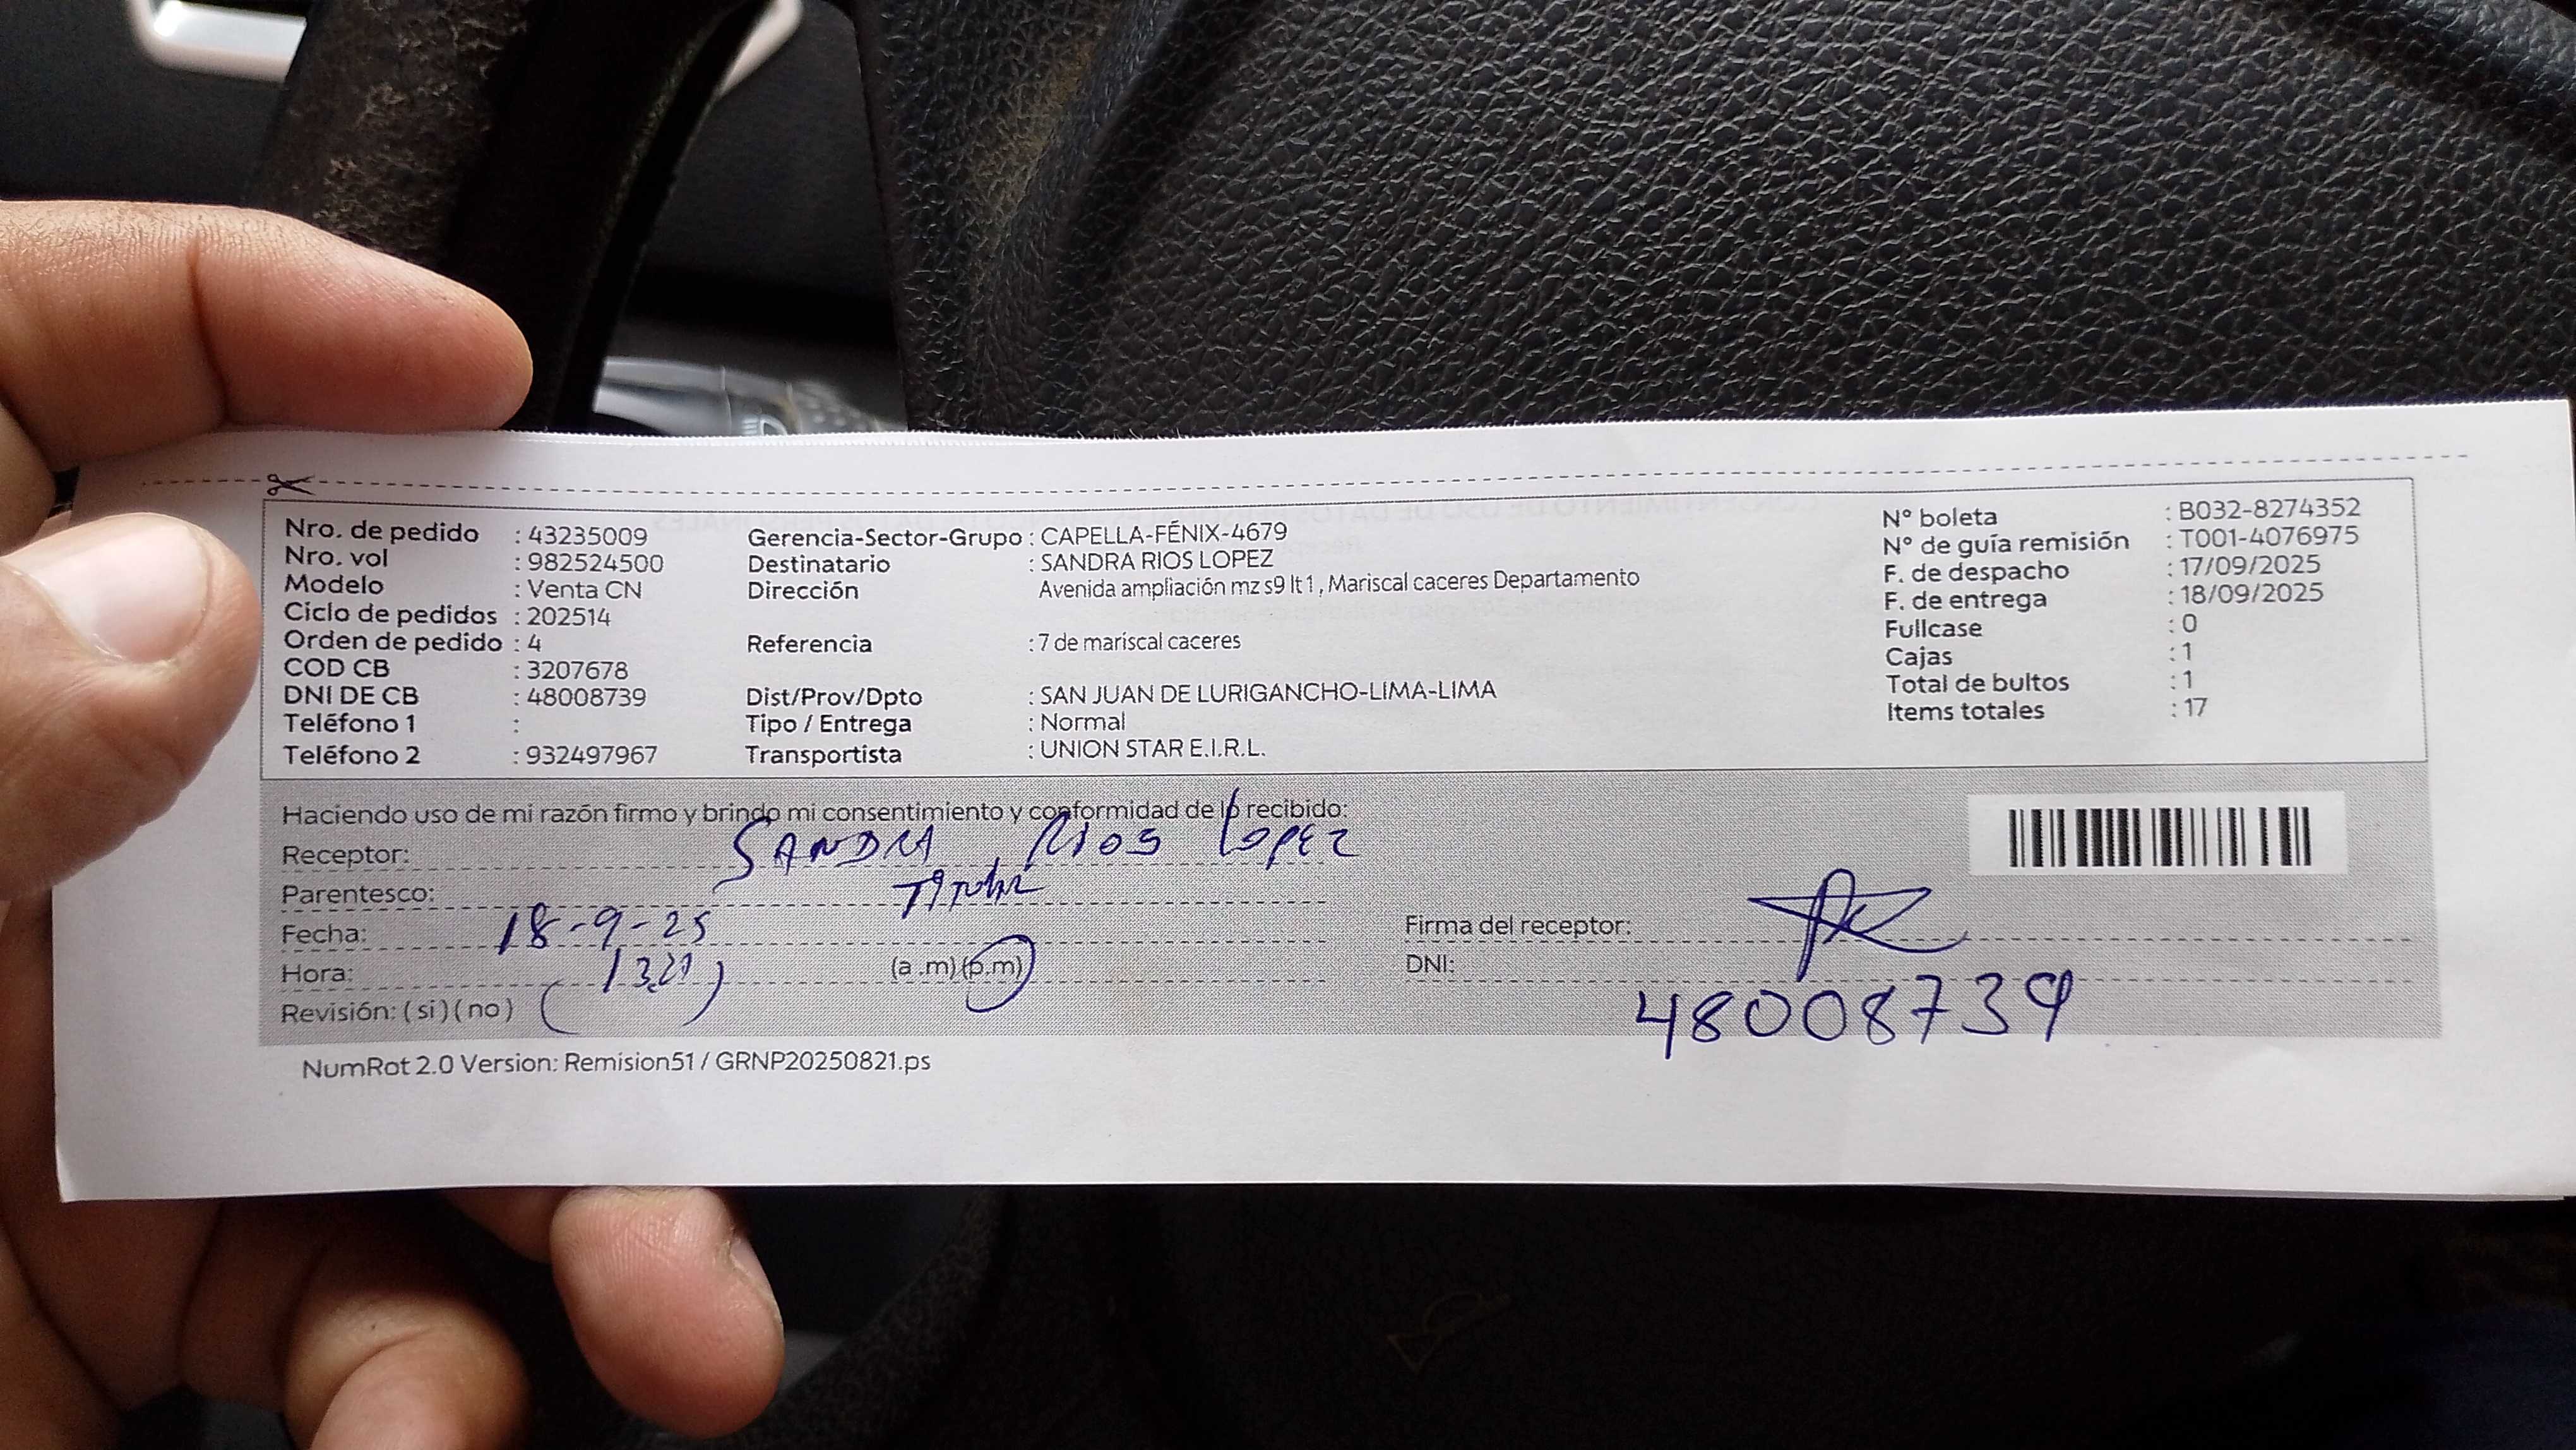 Nro. de pedido : 43235009
Nro. vol : 982524500
Modelo : Venta CN
Ciclo de pedidos : 202514
Orden de pedido : 4
COD CB : 3207678
DNI DE CB : 48008739
Teléfono 1 :
Teléfono 2 : 932497967
Gerencia-Sector-Grupo : CAPELLA-FÉNIX-4679
Destinatario : SANDRA RIOS LOPEZ
Dirección Avenida ampliación mz s9 lt 1 , Mariscal caceres Departamento
Referencia : 7 de mariscal caceres
Dist/Prov/Dpto : SAN JUAN DE LURIGANCHO-LIMA-LIMA
Tipo / Entrega : Normal
Transportista : UNION STAR E.I.R.L.
N° boleta : B032-8274352
N° de guía remisión : T001-4076975
F. de despacho : 17/09/2025
F. de entrega : 18/09/2025
Fullcase : 0
Cajas : 1
Total de bultos : 1
Items totales : 17
Haciendo uso de mi razón firmo y brindo mi consentimiento y conformidad de lo recibido:
Receptor: SANDRA RIOS LOPEZ
Parentesco:
Fecha: 18-9-25
Hora: (a .m) (p.m)
Revisión: ( si ) ( no )
Firma del receptor:
DNI: 48008739
NumRot 2.0 Version: Remision51 / GRNP20250821.ps